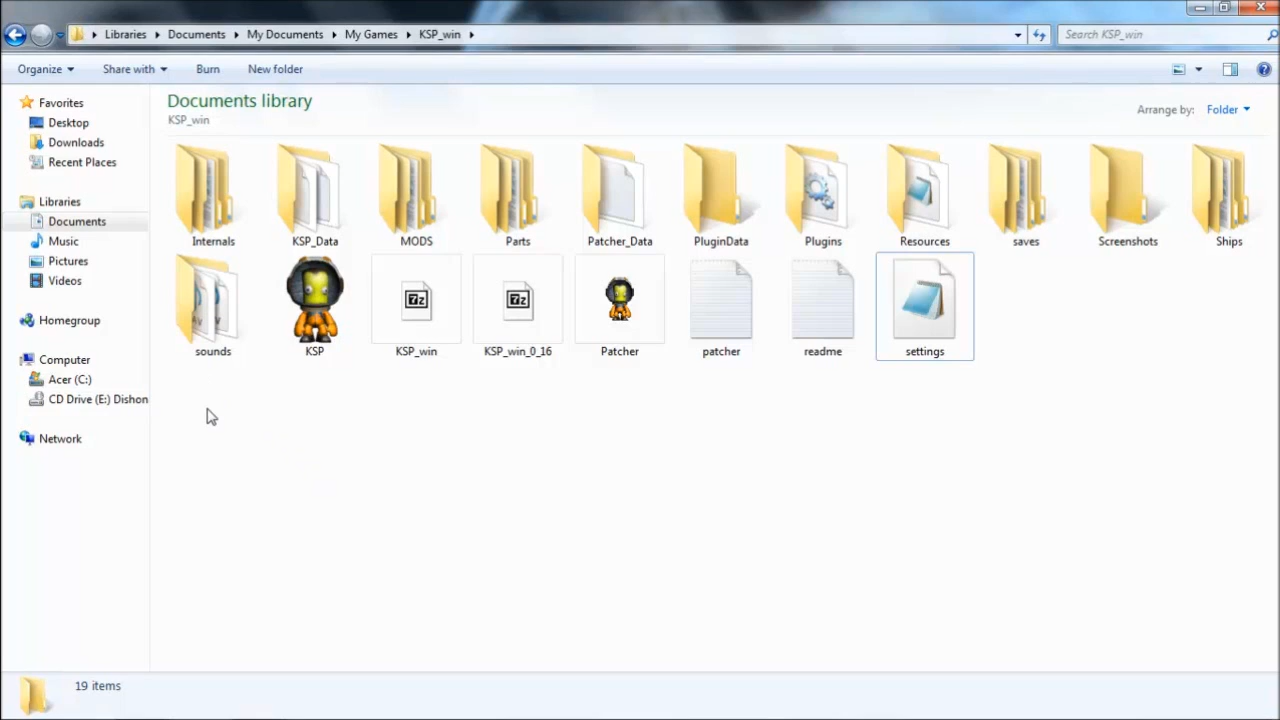 Libraries Documents My Documents My Games KSP_win
Search KSP_win
Organize Share with Burn New folder
Documents library
KSP_win
Arrange by: Folder
Favorites
Desktop
Downloads
Recent Places
Libraries
Documents
Music
Pictures
Videos
Homegroup
Computer
Acer (C:)
CD Drive (E:) Dishon
Network
Internals KSP_Data MODS Parts Patcher_Data PluginData Plugins Resources saves Screenshots Ships
7z 7z
sounds KSP KSP_win KSP_win_0_16 Patcher patcher readme settings
19 items